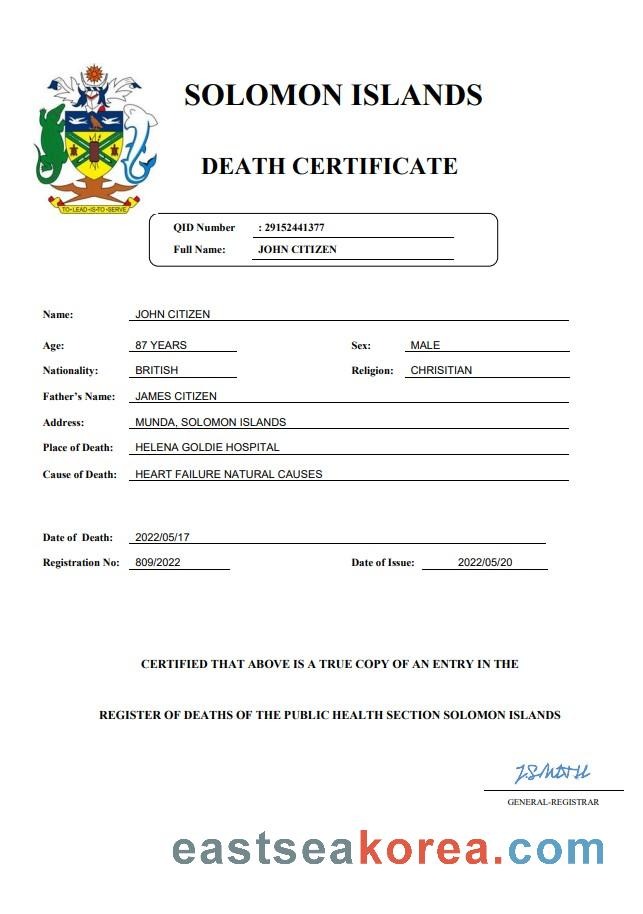 SOLOMON ISLANDS
DEATH CERTIFICATE
TO•LEAD•IS•TO•SERVE
QID Number : 29152441377
Full Name: JOHN CITIZEN
Name: JOHN CITIZEN
Age: 87 YEARS Sex: MALE
Nationality: BRITISH Religion: CHRISITIAN
Father's Name: JAMES CITIZEN
Address: MUNDA, SOLOMON ISLANDS
Place of Death: HELENA GOLDIE HOSPITAL
Cause of Death: HEART FAILURE NATURAL CAUSES
Date of Death: 2022/05/17
Registration No: 809/2022 Date of Issue: 2022/05/20
CERTIFIED THAT ABOVE IS A TRUE COPY OF AN ENTRY IN THE
REGISTER OF DEATHS OF THE PUBLIC HEALTH SECTION SOLOMON ISLANDS
GENERAL-REGISTRAR
eastseakorea.com